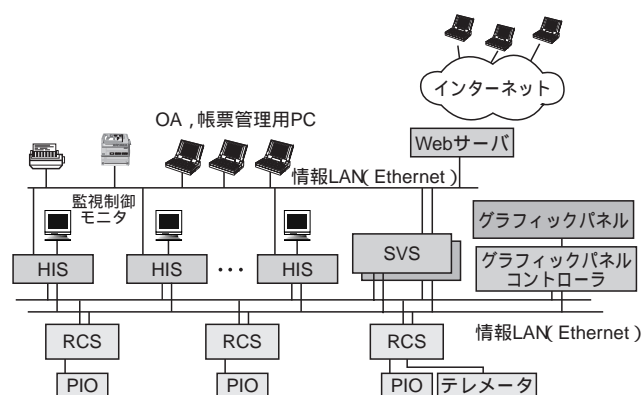 インターネット
OA,帳票管理用PC
Webサーバ
情報LAN(Ethernet)
監視制御
モニタ
グラフィックパネル
HIS
HIS
...
HIS
SVS
グラフィックパネル
コントローラ
情報LAN(Ethernet)
RCS
RCS
RCS
PIO
PIO
PIO
テレメータ